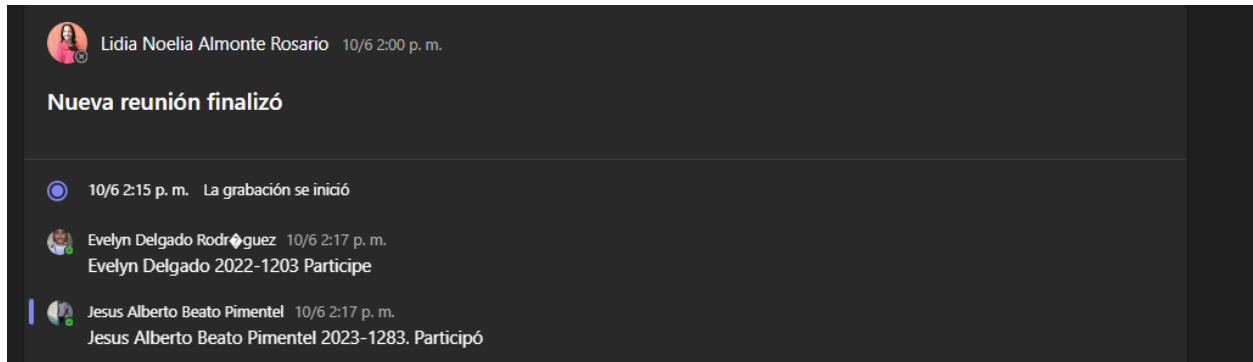 Lidia Noelia Almonte Rosario 10/6 2:00 p. m.
Nueva reunión finalizó
10/6 2:15 p. m. La grabación se inició
Evelyn Delgado Rodr�guez 10/6 2:17 p. m.
Evelyn Delgado 2022-1203 Participe
Jesus Alberto Beato Pimentel 10/6 2:17 p. m.
Jesus Alberto Beato Pimentel 2023-1283. Participó